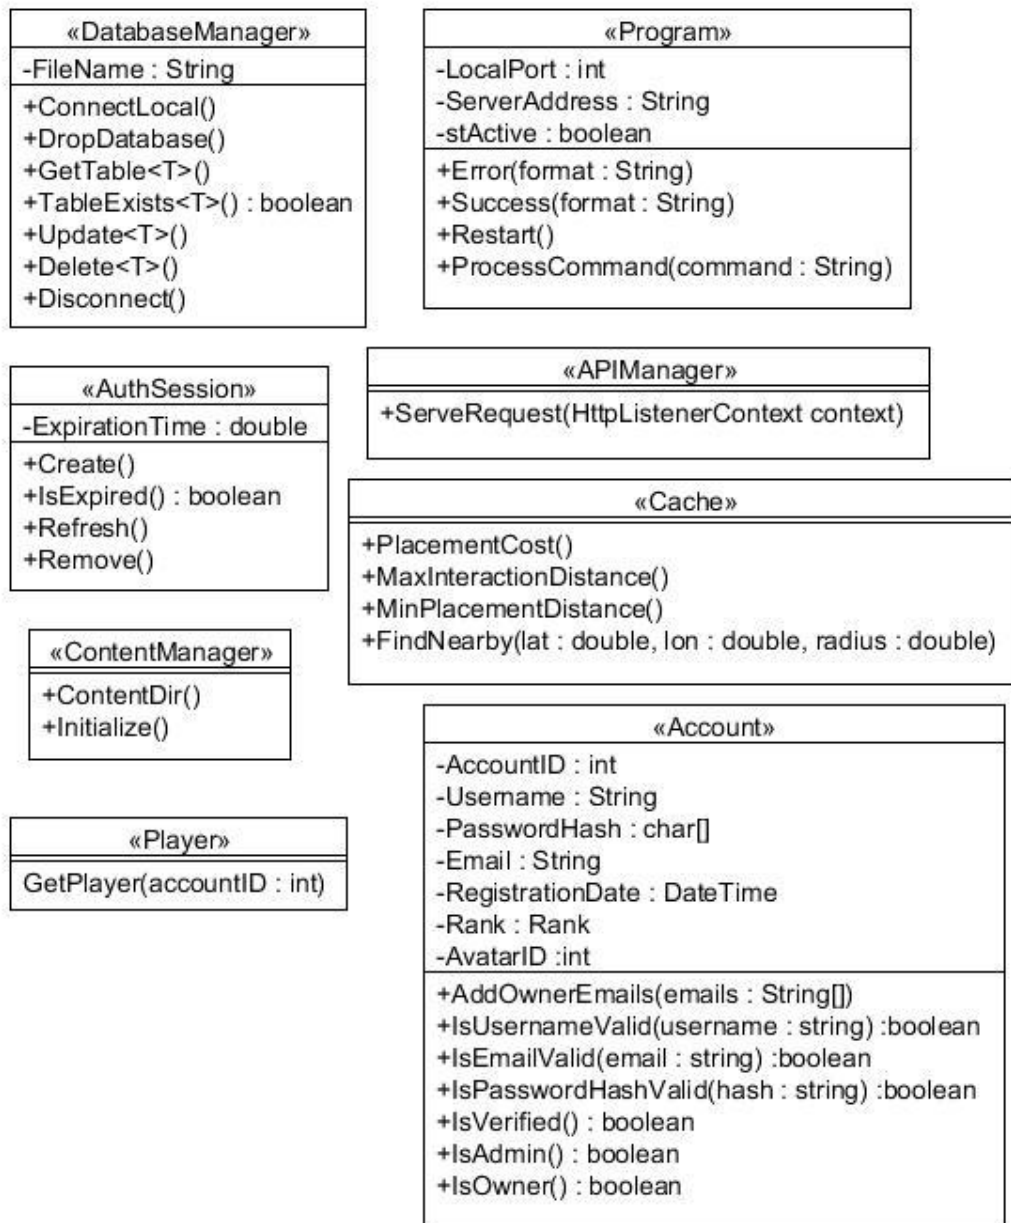 «DatabaseManager»
-FileName : String
+ConnectLocal()
+DropDatabase()
+GetTable<T>()
+TableExists<T>() : boolean
+Update<T>()
+Delete<T>()
+Disconnect()
«Program»
-LocalPort : int
-ServerAddress : String
-stActive : boolean
+Error(format : String)
+Success(format : String)
+Restart()
+ProcessCommand(command : String)
«AuthSession»
-ExpirationTime : double
+Create()
+IsExpired() : boolean
+Refresh()
+Remove()
«APIManager»
+ServeRequest(HttpListenerContext context)
«Cache»
+PlacementCost()
+MaxInteractionDistance()
+MinPlacementDistance()
+FindNearby(lat : double, lon : double, radius : double)
«ContentManager»
+ContentDir()
+Initialize()
«Player»
GetPlayer(accountID : int)
«Account»
-AccountID : int
-Username : String
-PasswordHash : char[]
-Email : String
-RegistrationDate : DateTime
-Rank : Rank
-AvatarID :int
+AddOwnerEmails(emails : String[])
+IsUsernameValid(username : string) :boolean
+IsEmailValid(email : string) :boolean
+IsPasswordHashValid(hash : string) :boolean
+IsVerified() : boolean
+IsAdmin() : boolean
+IsOwner() : boolean